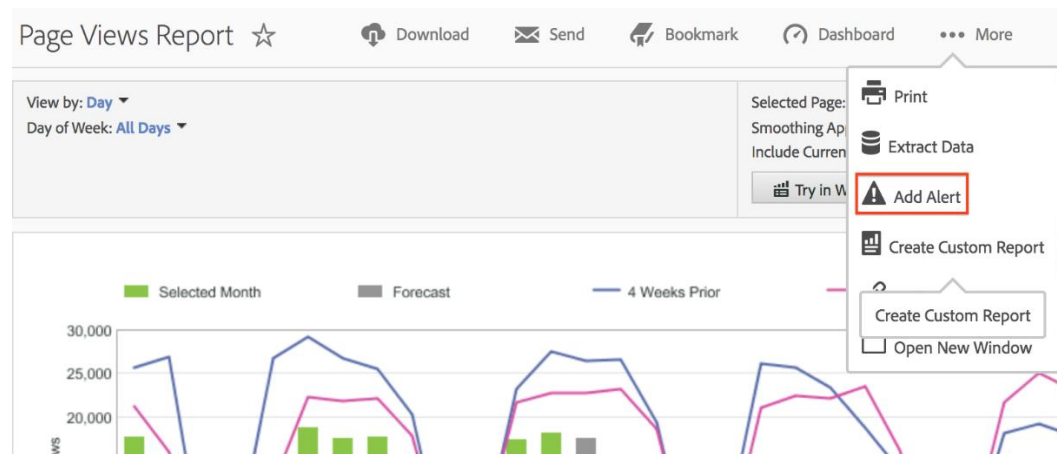 Page Views Report
Download
Send
Bookmark
Dashboard
More
View by: Day
Day of Week: All Days
Selected Page:
Smoothing Ap
Include Curren
Try in W
Print
Extract Data
Add Alert
Create Custom Report
Create Custom Report
Open New Window
Selected Month
Forecast
4 Weeks Prior
30,000
25,000
20,000